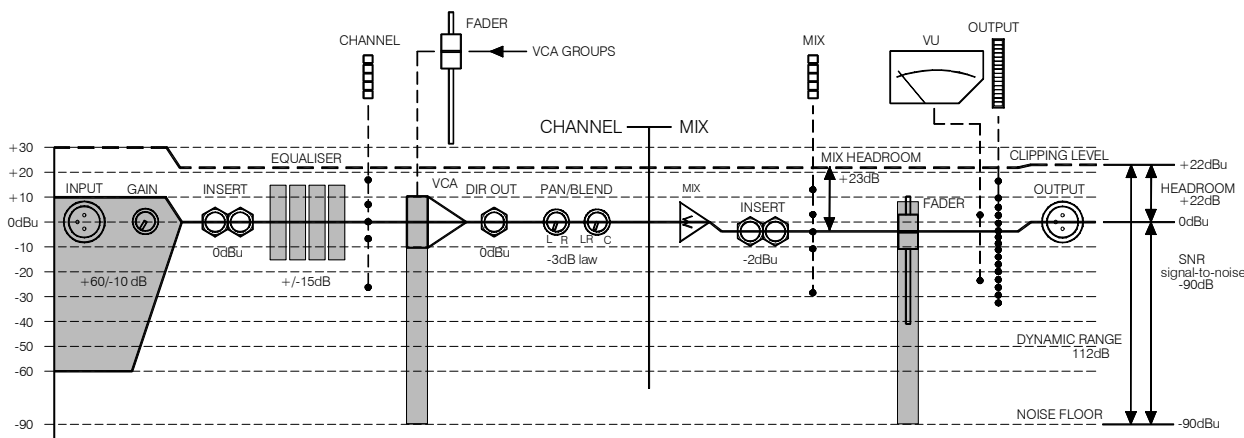 FADER
CHANNEL
VCA GROUPS
MIX
VU
OUTPUT
CHANNEL
MIX
+30
+20
+10
0dBu
-10
-20
-30
-40
-50
-60
-90
INPUT
GAIN
+60/-10 dB
INSERT
0dBu
EQUALISER
+/-15dB
VCA
DIR OUT
0dBu
PAN/BLEND
L R LR C
-3dB law
MIX
INSERT
-2dBu
MIX HEADROOM
+23dB
FADER
CLIPPING LEVEL
OUTPUT
+22dBu
HEADROOM
+22dBu
0dBu
SNR
signal-to-noise
-90dB
DYNAMIC RANGE
112dB
NOISE FLOOR
-90dBu